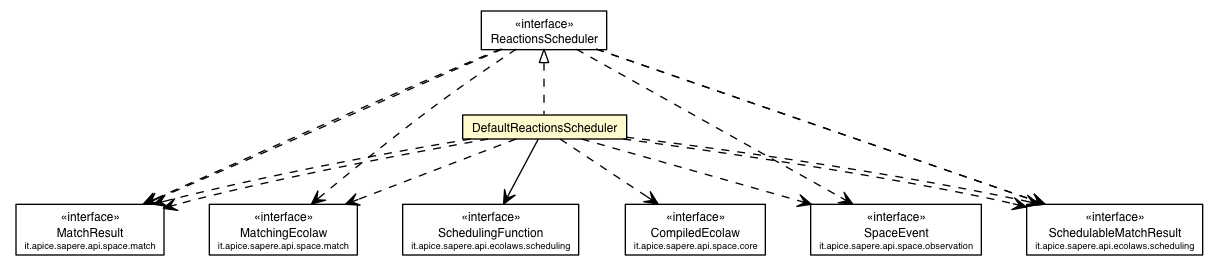 «interface»
ReactionsScheduler
DefaultReactionsScheduler
«interface»
MatchResult
it.apice.sapere.api.space.match
«interface»
MatchingEcolaw
it.apice.sapere.api.space.match
«interface»
SchedulingFunction
it.apice.sapere.api.ecolaws.scheduling
«interface»
CompiledEcolaw
it.apice.sapere.api.space.core
«interface»
SpaceEvent
it.apice.sapere.api.space.observation
«interface»
SchedulableMatchResult
it.apice.sapere.api.ecolaws.scheduling